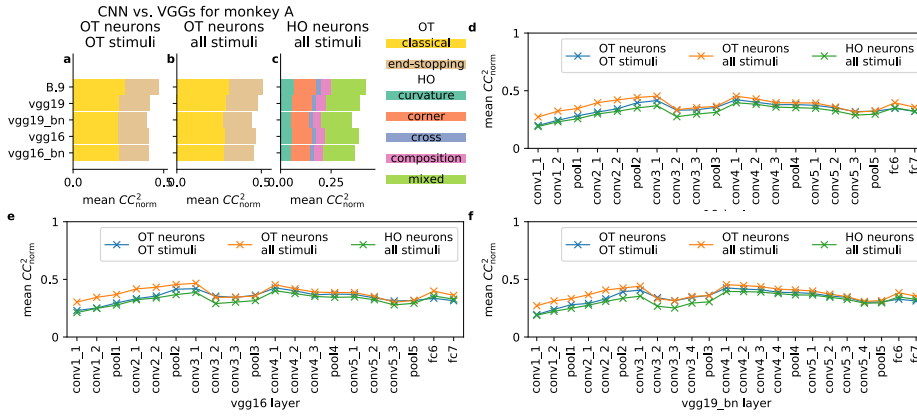 CNN vs. VGGs for monkey A
OT neurons
OT stimuli
OT neurons
all stimuli
HO neurons
all stimuli
OT
classical
end-stopping
HO
curvature
corner
cross
composition
mixed
a
b
c
B.9
vgg19
vgg19_bn
vgg16
vgg16_bn
0.0
0.5
0.0
0.5
0.00
0.25
mean CC²norm
mean CC²norm
mean CC²norm
d
1
0.5
0
mean CC²norm
OT neurons
OT stimuli
OT neurons
all stimuli
HO neurons
all stimuli
conv1_1
conv1_2
pool1
conv2_1
conv2_2
pool2
conv3_1
conv3_2
conv3_3
pool3
conv4_1
conv4_2
conv4_3
pool4
conv5_1
conv5_2
conv5_3
pool5
fc6
fc7
e
1
0.5
0
mean CC²norm
OT neurons
OT stimuli
OT neurons
all stimuli
HO neurons
all stimuli
conv1_1
conv1_2
pool1
conv2_1
conv2_2
pool2
conv3_1
conv3_2
conv3_3
pool3
conv4_1
conv4_2
conv4_3
pool4
conv5_1
conv5_2
conv5_3
pool5
fc6
fc7
vgg16 layer
f
1
0.5
0
mean CC²norm
OT neurons
OT stimuli
OT neurons
all stimuli
HO neurons
all stimuli
conv1_1
conv1_2
pool1
conv2_1
conv2_2
pool2
conv3_1
conv3_2
conv3_3
conv3_4
pool3
conv4_1
conv4_2
conv4_3
conv4_4
pool4
conv5_1
conv5_2
conv5_3
conv5_4
pool5
fc6
fc7
vgg19_bn layer